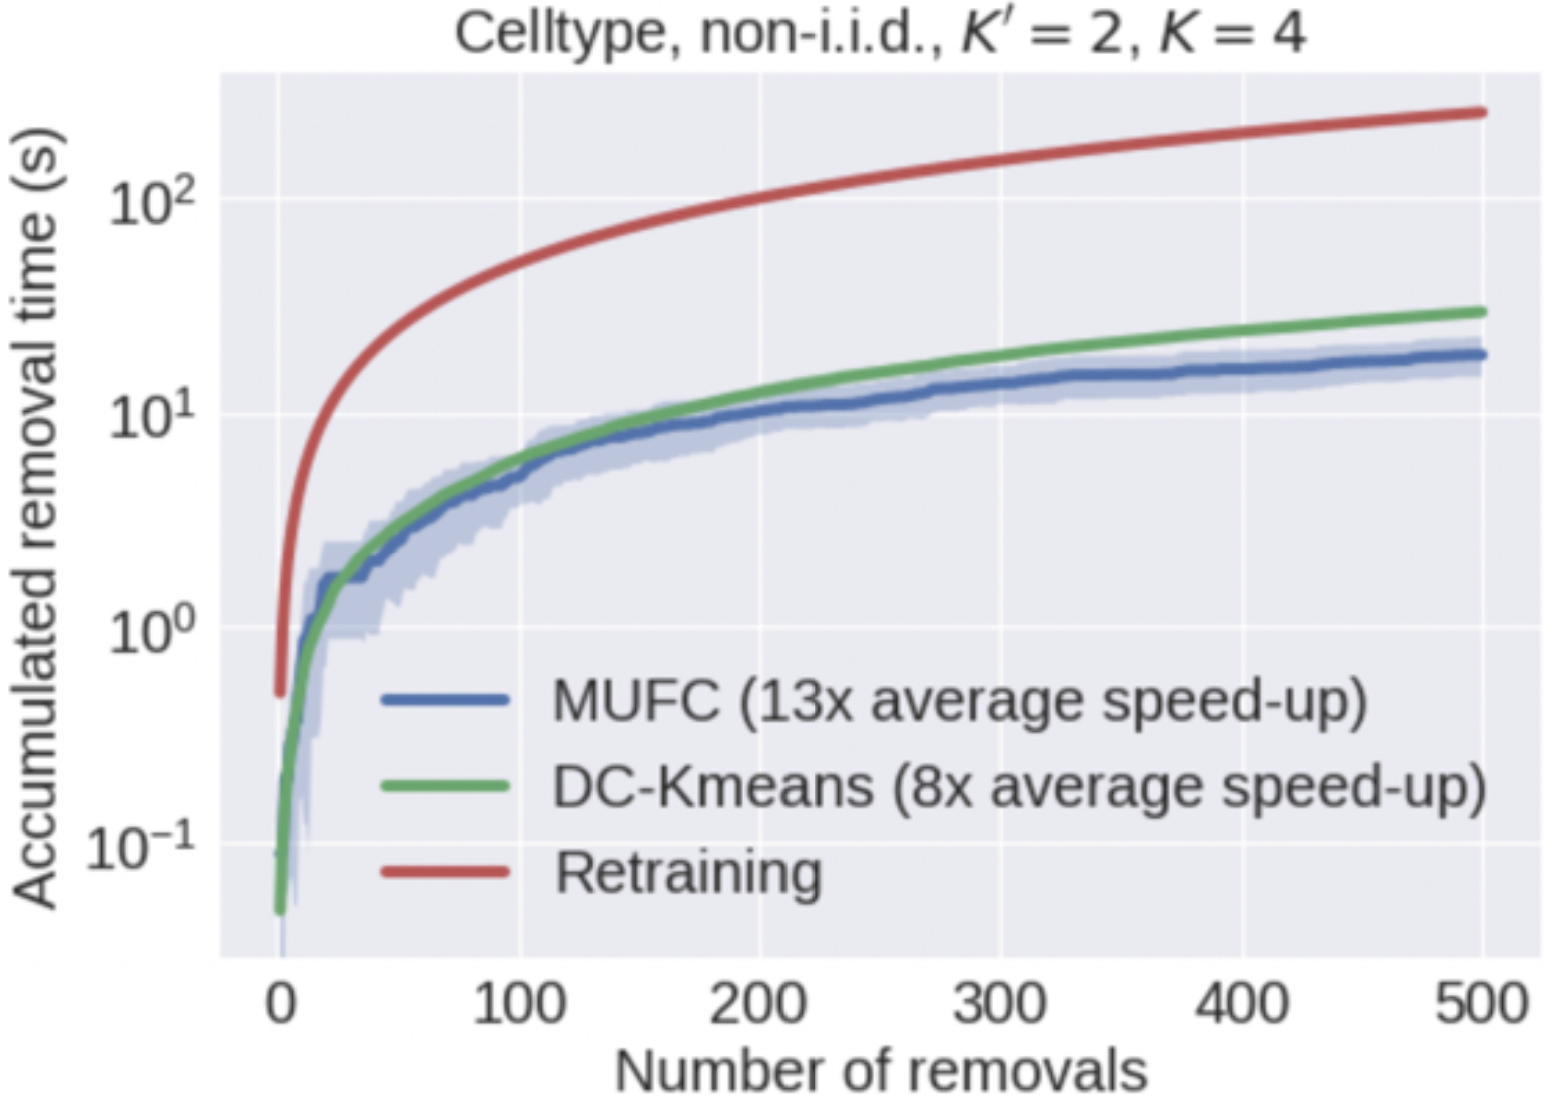 Celltype, non-i.i.d., K′ = 2, K = 4
Accumulated removal time (s)
10²
10¹
10⁰
10⁻¹
MUFC (13x average speed-up)
DC-Kmeans (8x average speed-up)
Retraining
0 100 200 300 400 500
Number of removals